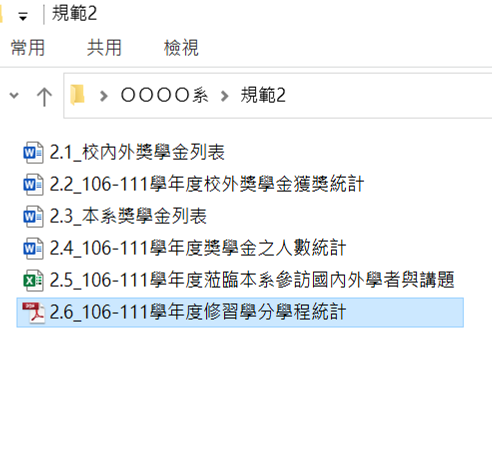 規範2
常用 共用 檢視
〇〇〇〇系 規範2
2.1_校內外獎學金列表
2.2_106-111學年度校外獎學金獲獎統計
2.3_本系獎學金列表
2.4_106-111學年度獎學金之人數統計
2.5_106-111學年度蒞臨本系參訪國內外學者與講題
2.6_106-111學年度修習學分學程統計